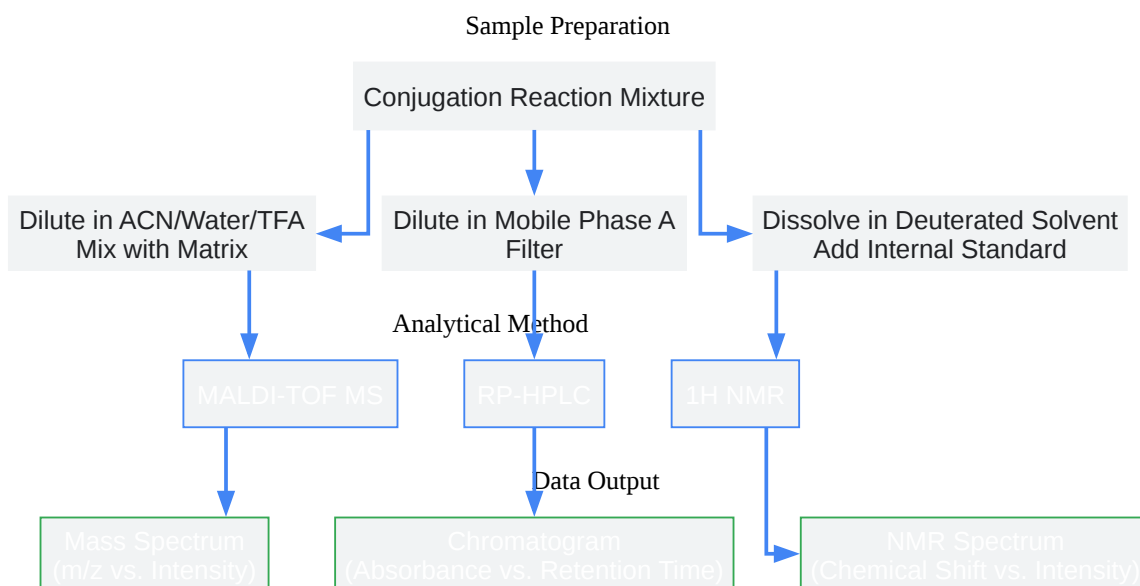 Sample Preparation
Conjugation Reaction Mixture
Dilute in ACN/Water/TFA
Mix with Matrix
Dilute in Mobile Phase A
Filter
Dissolve in Deuterated Solvent
Add Internal Standard
Analytical Method
MALDI-TOF MS
RP-HPLC
1H NMR
Data Output
Mass Spectrum
(m/z vs. Intensity)
Chromatogram
(Absorbance vs. Retention Time)
NMR Spectrum
(Chemical Shift vs. Intensity)